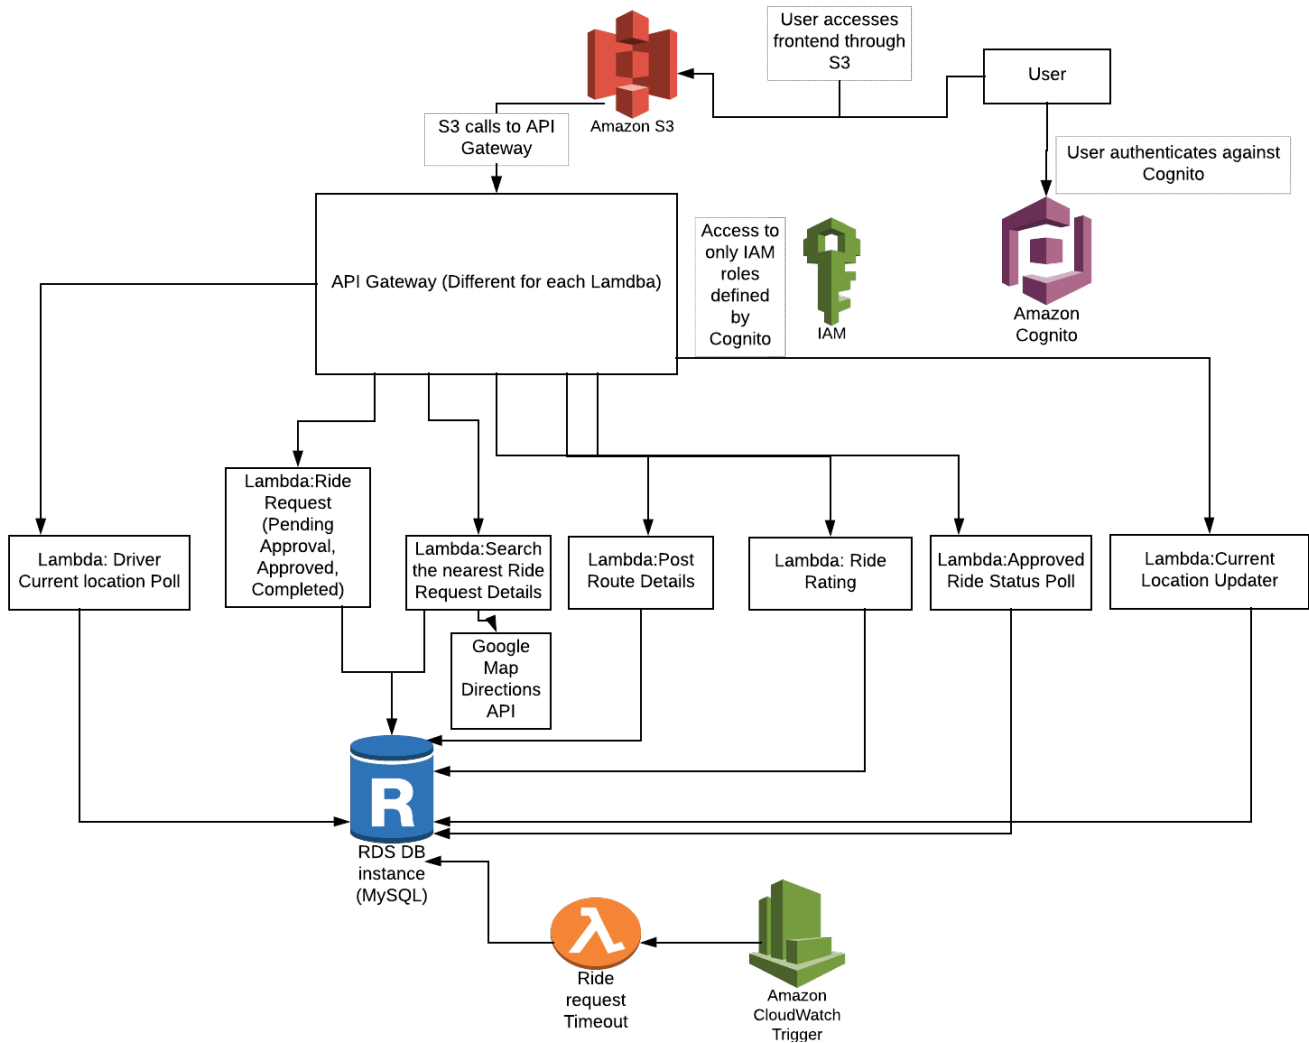 User accesses
frontend through
S3
User
Amazon S3
S3 calls to API
Gateway
User authenticates against
Cognito
Access to
only IAM
roles
defined
by
Cognito
IAM
Amazon
Cognito
API Gateway (Different for each Lamdba)
Lambda: Driver
Current location Poll
Lambda:Ride
Request
(Pending
Approval,
Approved,
Completed)
Lambda:Search
the nearest Ride
Request Details
Lambda:Post
Route Details
Lambda: Ride
Rating
Lambda:Approved
Ride Status Poll
Lambda:Current
Location Updater
Google
Map
Directions
API
R
RDS DB
instance
(MySQL)
λ
Ride
request
Timeout
Amazon
CloudWatch
Trigger